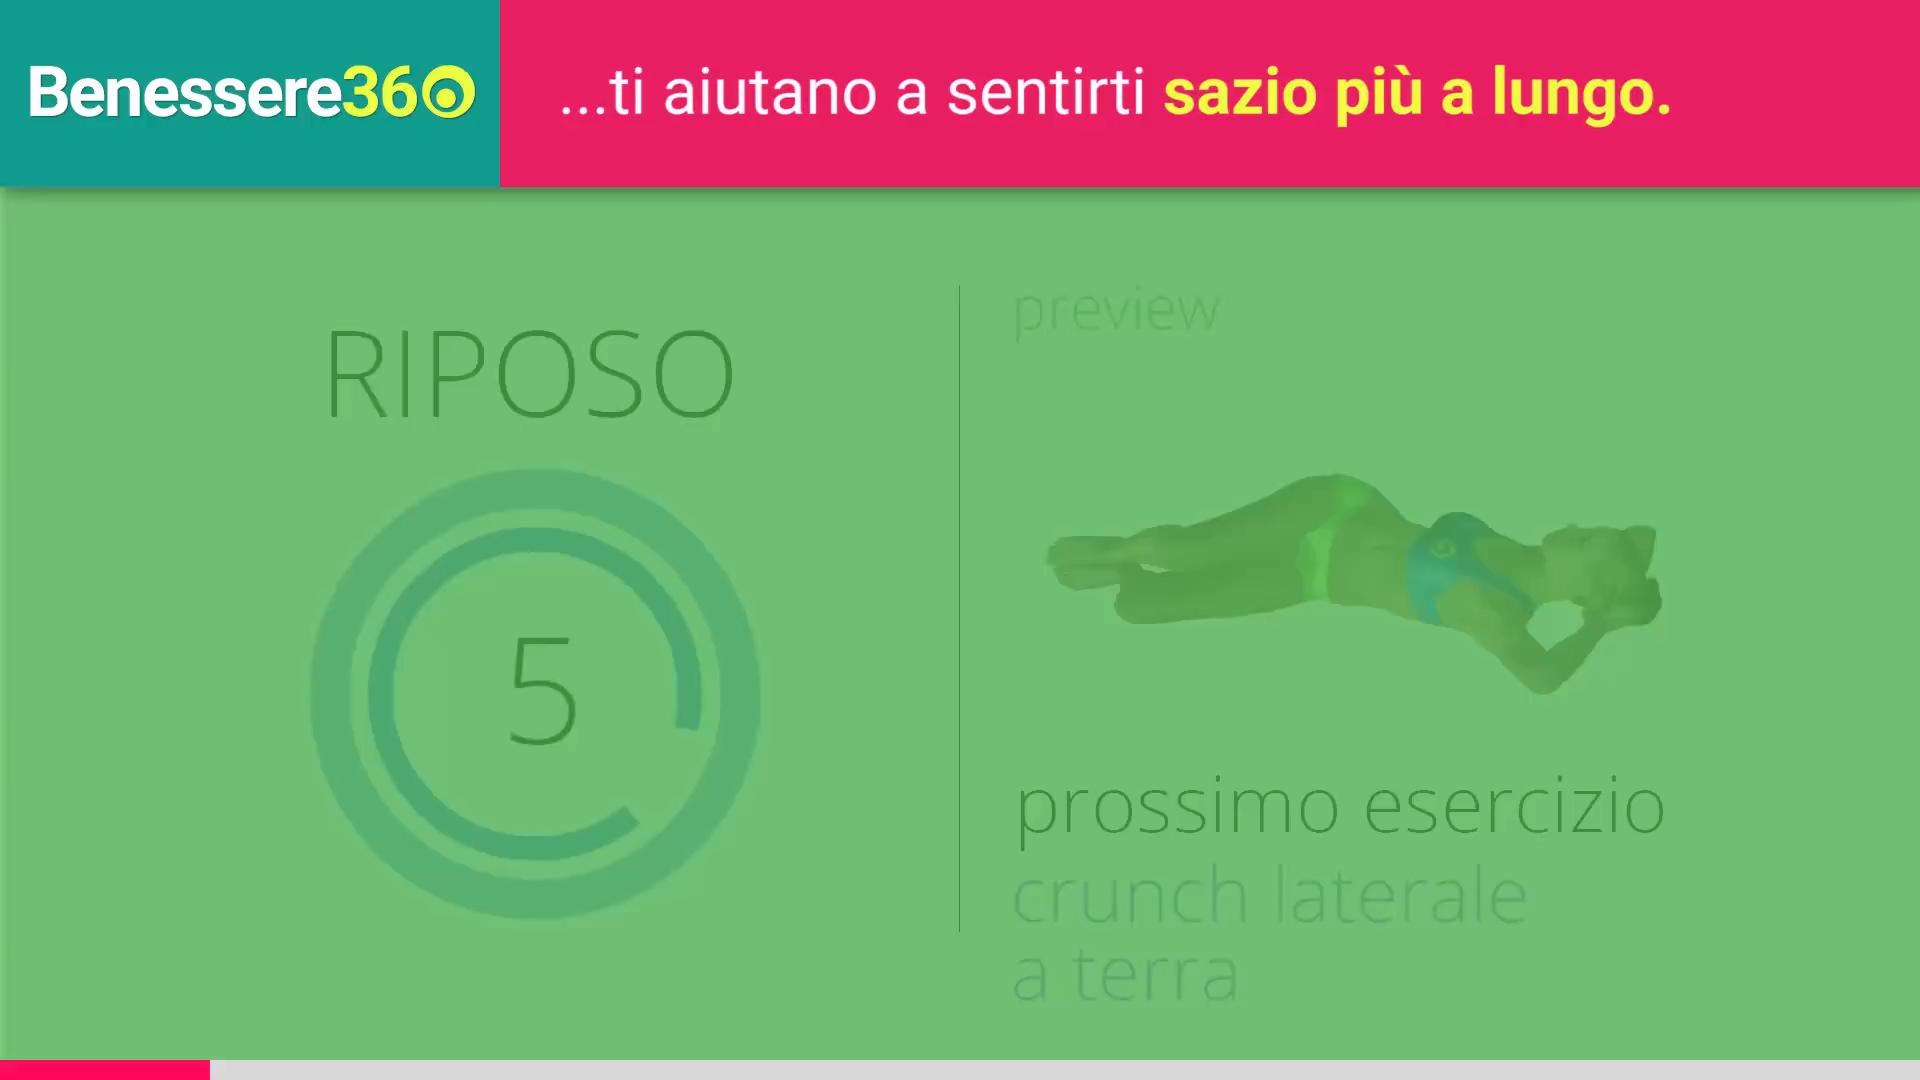 Benessere360
...ti aiutano a sentirti sazio più a lungo.
RIPOSO
5
preview
prossimo esercizio
crunch laterale
a terra